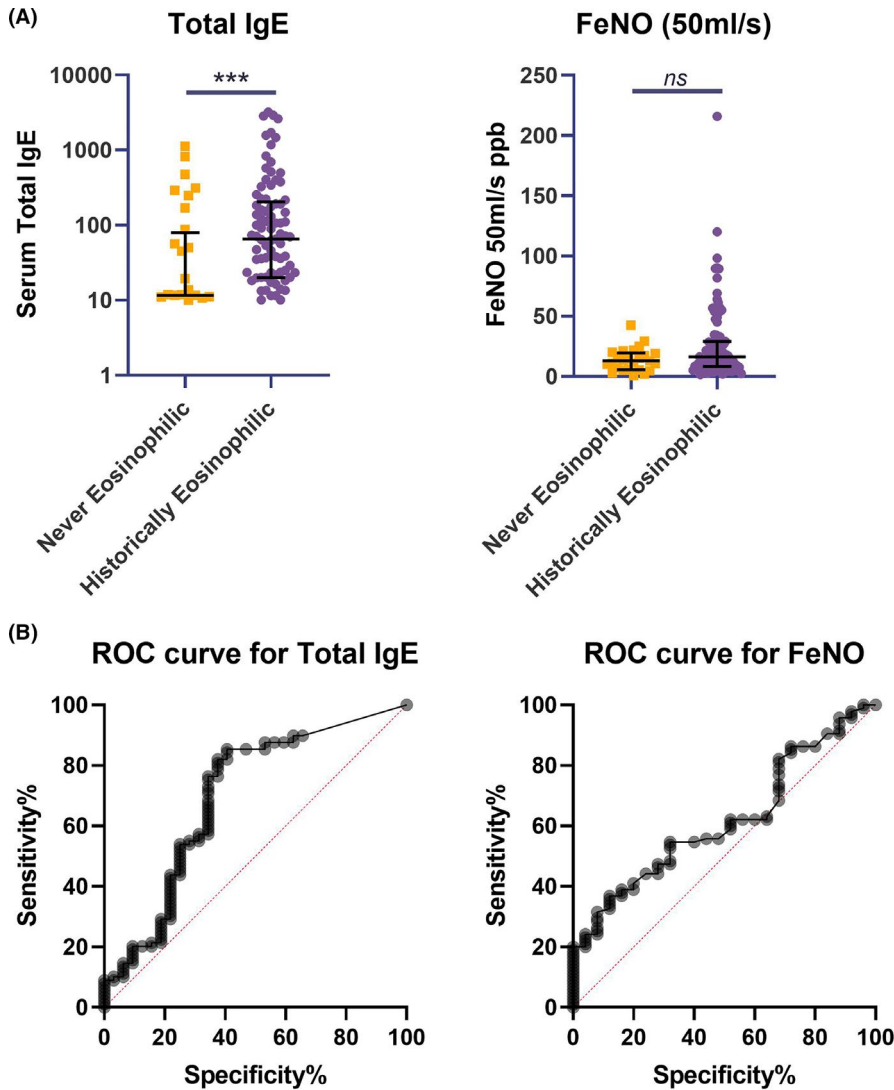 (A)
Total IgE
FeNO (50ml/s)
***
ns
Serum Total IgE
10000
1000
100
10
1
FeNO 50ml/s ppb
250
200
150
100
50
0
Never Eosinophilic
Historically Eosinophilic
Never Eosinophilic
Historically Eosinophilic
(B)
ROC curve for Total IgE
ROC curve for FeNO
Sensitivity%
100
80
60
40
20
0
0 20 40 60 80 100
Specificity%
Sensitivity%
100
80
60
40
20
0
0 20 40 60 80 100
Specificity%